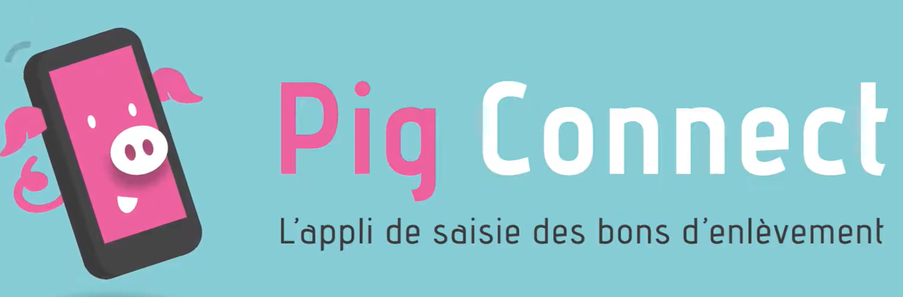 Pig Connect
L'appli de saisie des bons d'enlèvement